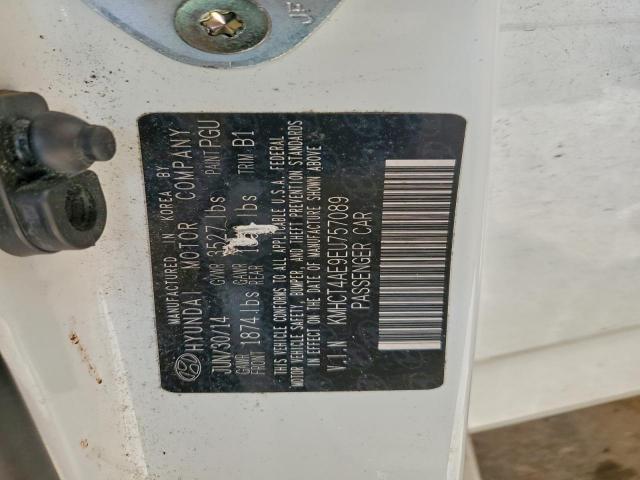 JF
MANUFACTURED IN KOREA BY
HYUNDAI MOTOR COMPANY
JUN/30/14 GVWR 3527 lbs PAINT PGU
GAWR FRONT 1874 lbs GAWR REAR lbs TRIM B1
THIS VEHICLE CONFORMS TO ALL APPLICABLE U.S.A. FEDERAL
MOTOR VEHICLE SAFETY, BUMPER, AND THEFT PREVENTION STANDARDS
IN EFFECT ON THE DATE OF MANUFACTURE SHOWN ABOVE
V.I.N KMHCT4AE9EU757089
PASSENGER CAR